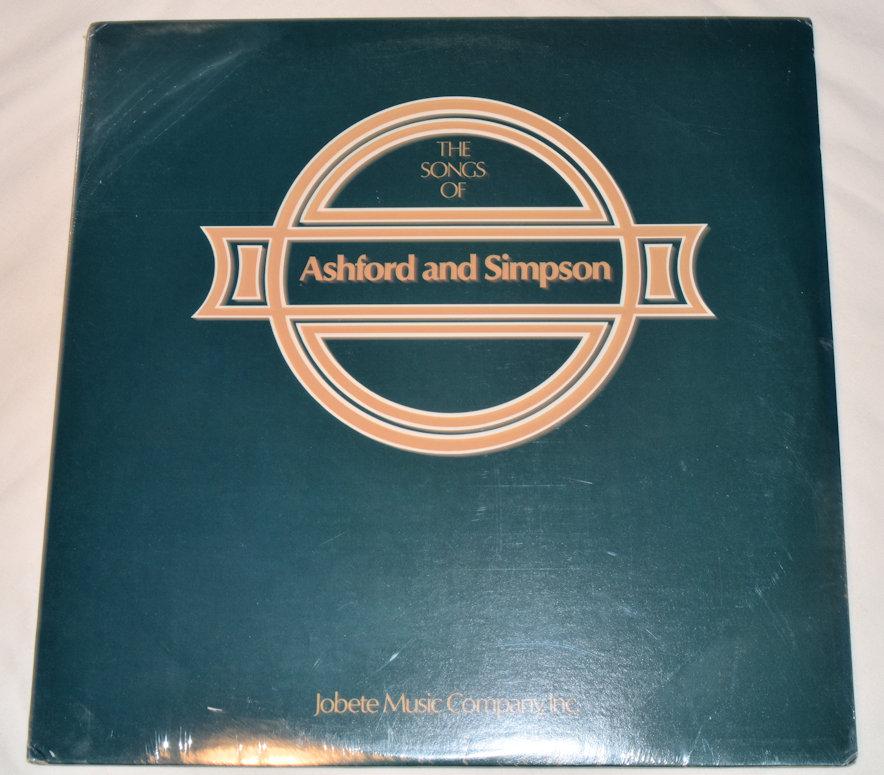 THE
SONGS
OF
Ashford and Simpson
Jobete Music Company, Inc.